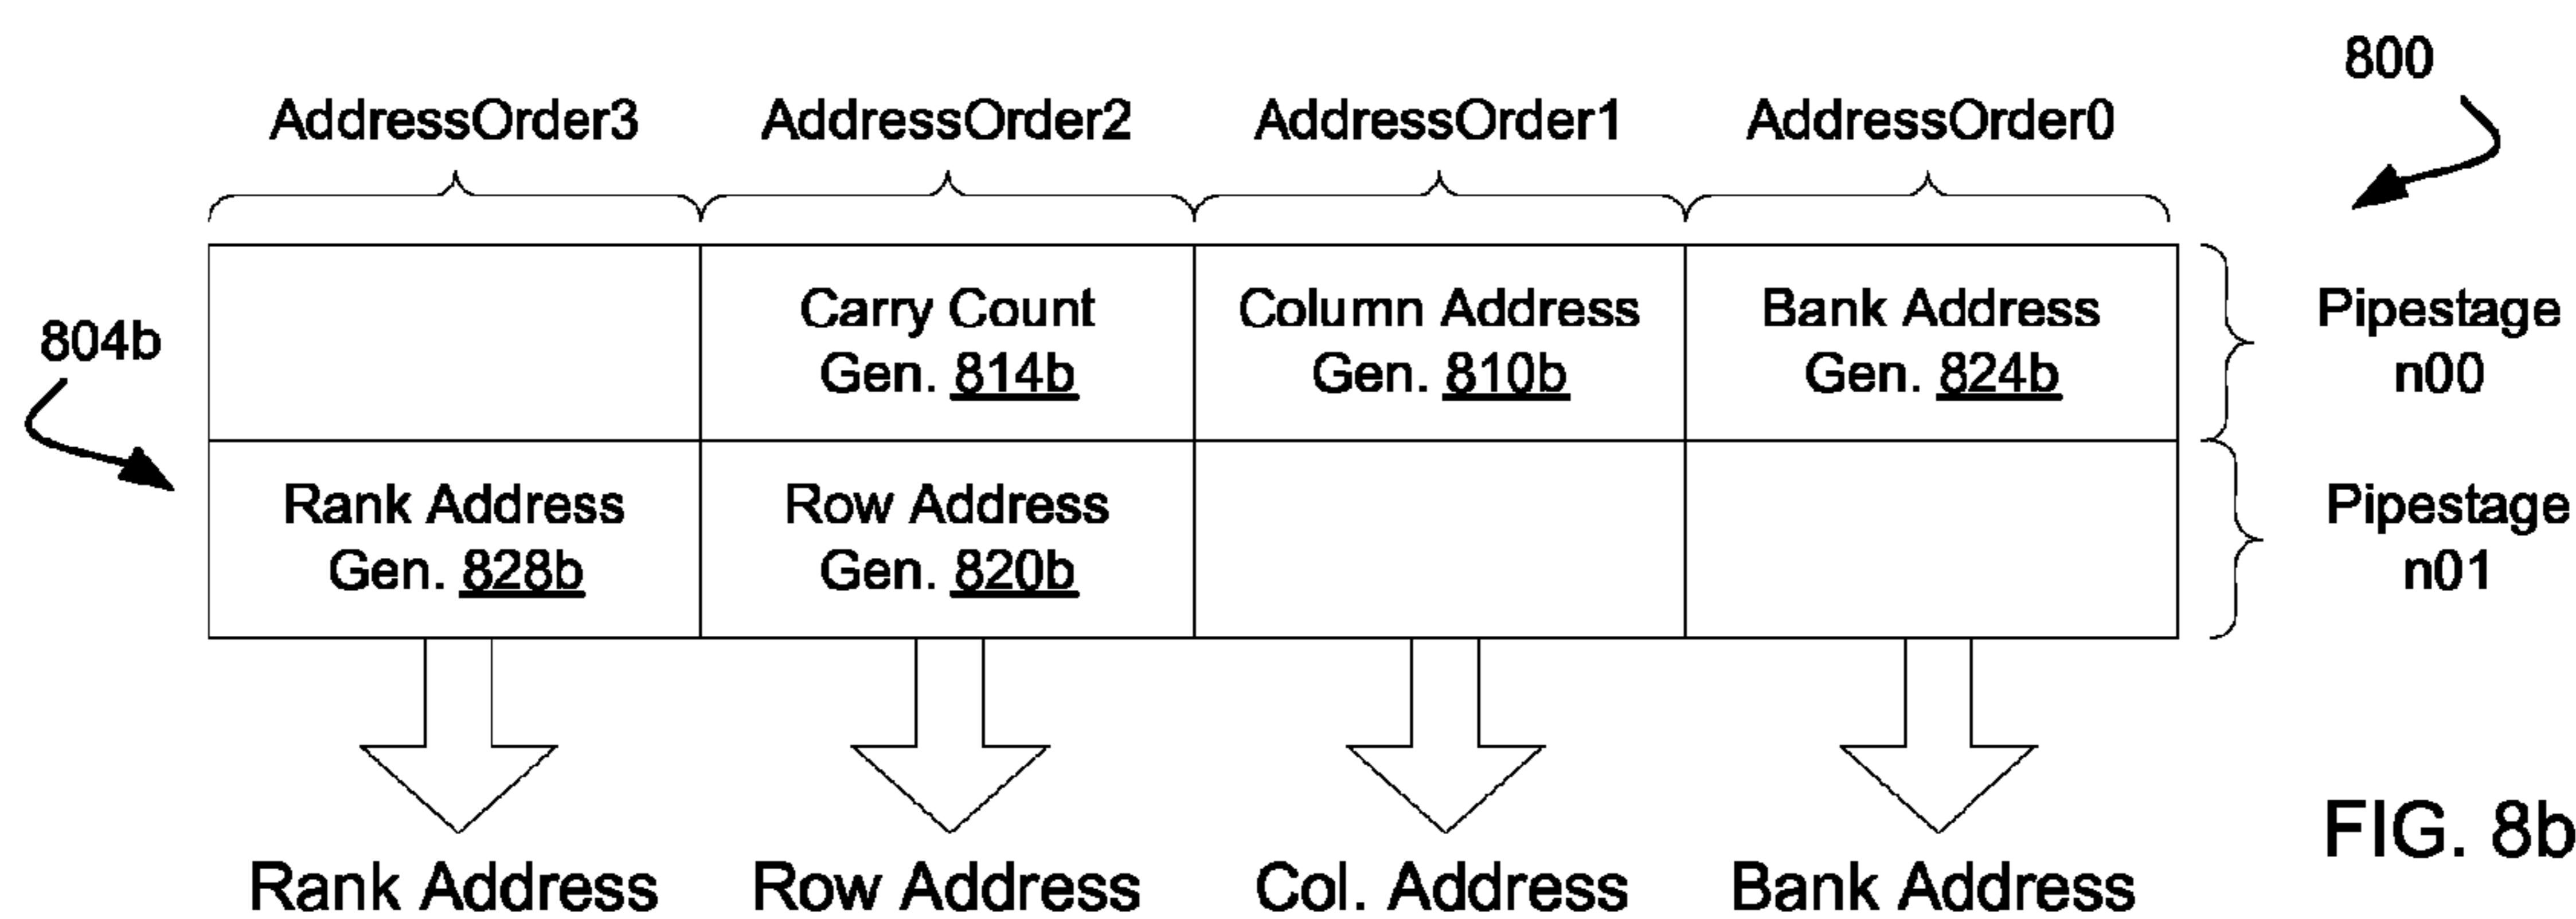 800
AddressOrder3 AddressOrder2 AddressOrder1 AddressOrder0
804b
Carry Count Column Address Bank Address
Gen. 814b Gen. 810b Gen. 824b
Pipestage
n00
Rank Address Row Address
Gen. 828b Gen. 820b
Pipestage
n01
Rank Address Row Address Col. Address Bank Address
FIG. 8b